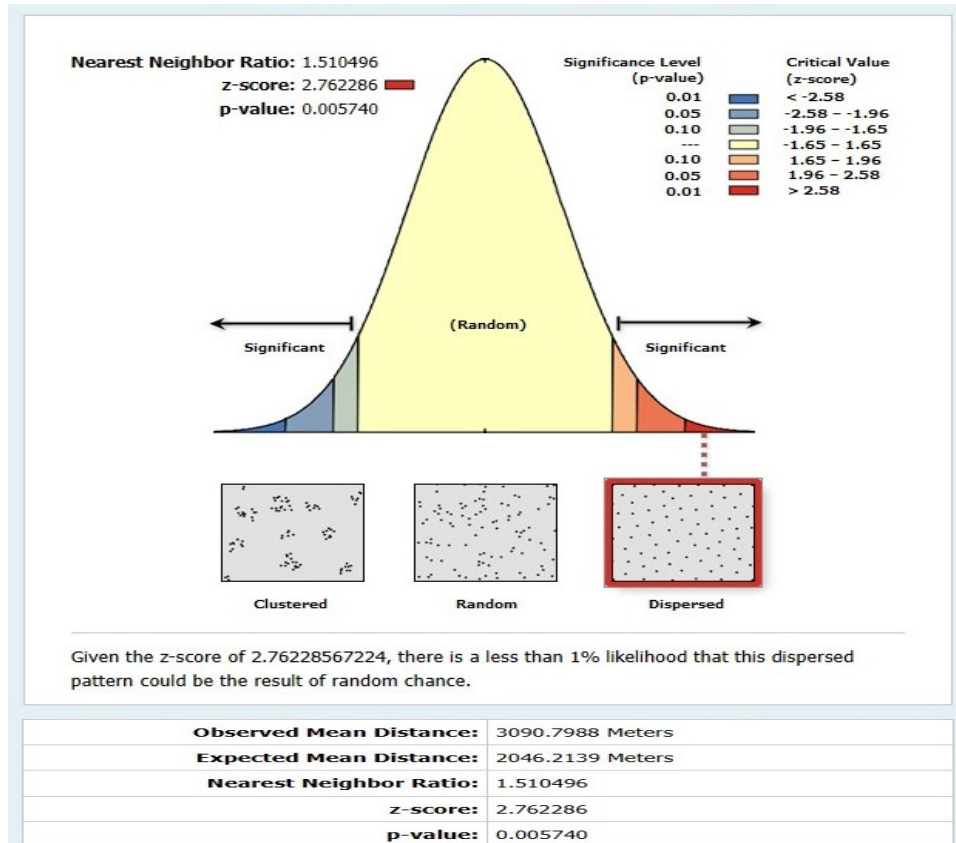 Nearest Neighbor Ratio: 1.510496
z-score: 2.762286
p-value: 0.005740
Significance Level
(p-value)
Critical Value
(z-score)
0.01 < -2.58
0.05 -2.58 - -1.96
0.10 -1.96 - -1.65
--- -1.65 - 1.65
0.10 1.65 - 1.96
0.05 1.96 - 2.58
0.01 > 2.58
(Random)
Significant
Significant
Clustered
Random
Dispersed
Given the z-score of 2.76228567224, there is a less than 1% likelihood that this dispersed
pattern could be the result of random chance.
Observed Mean Distance: 3090.7988 Meters
Expected Mean Distance: 2046.2139 Meters
Nearest Neighbor Ratio: 1.510496
z-score: 2.762286
p-value: 0.005740